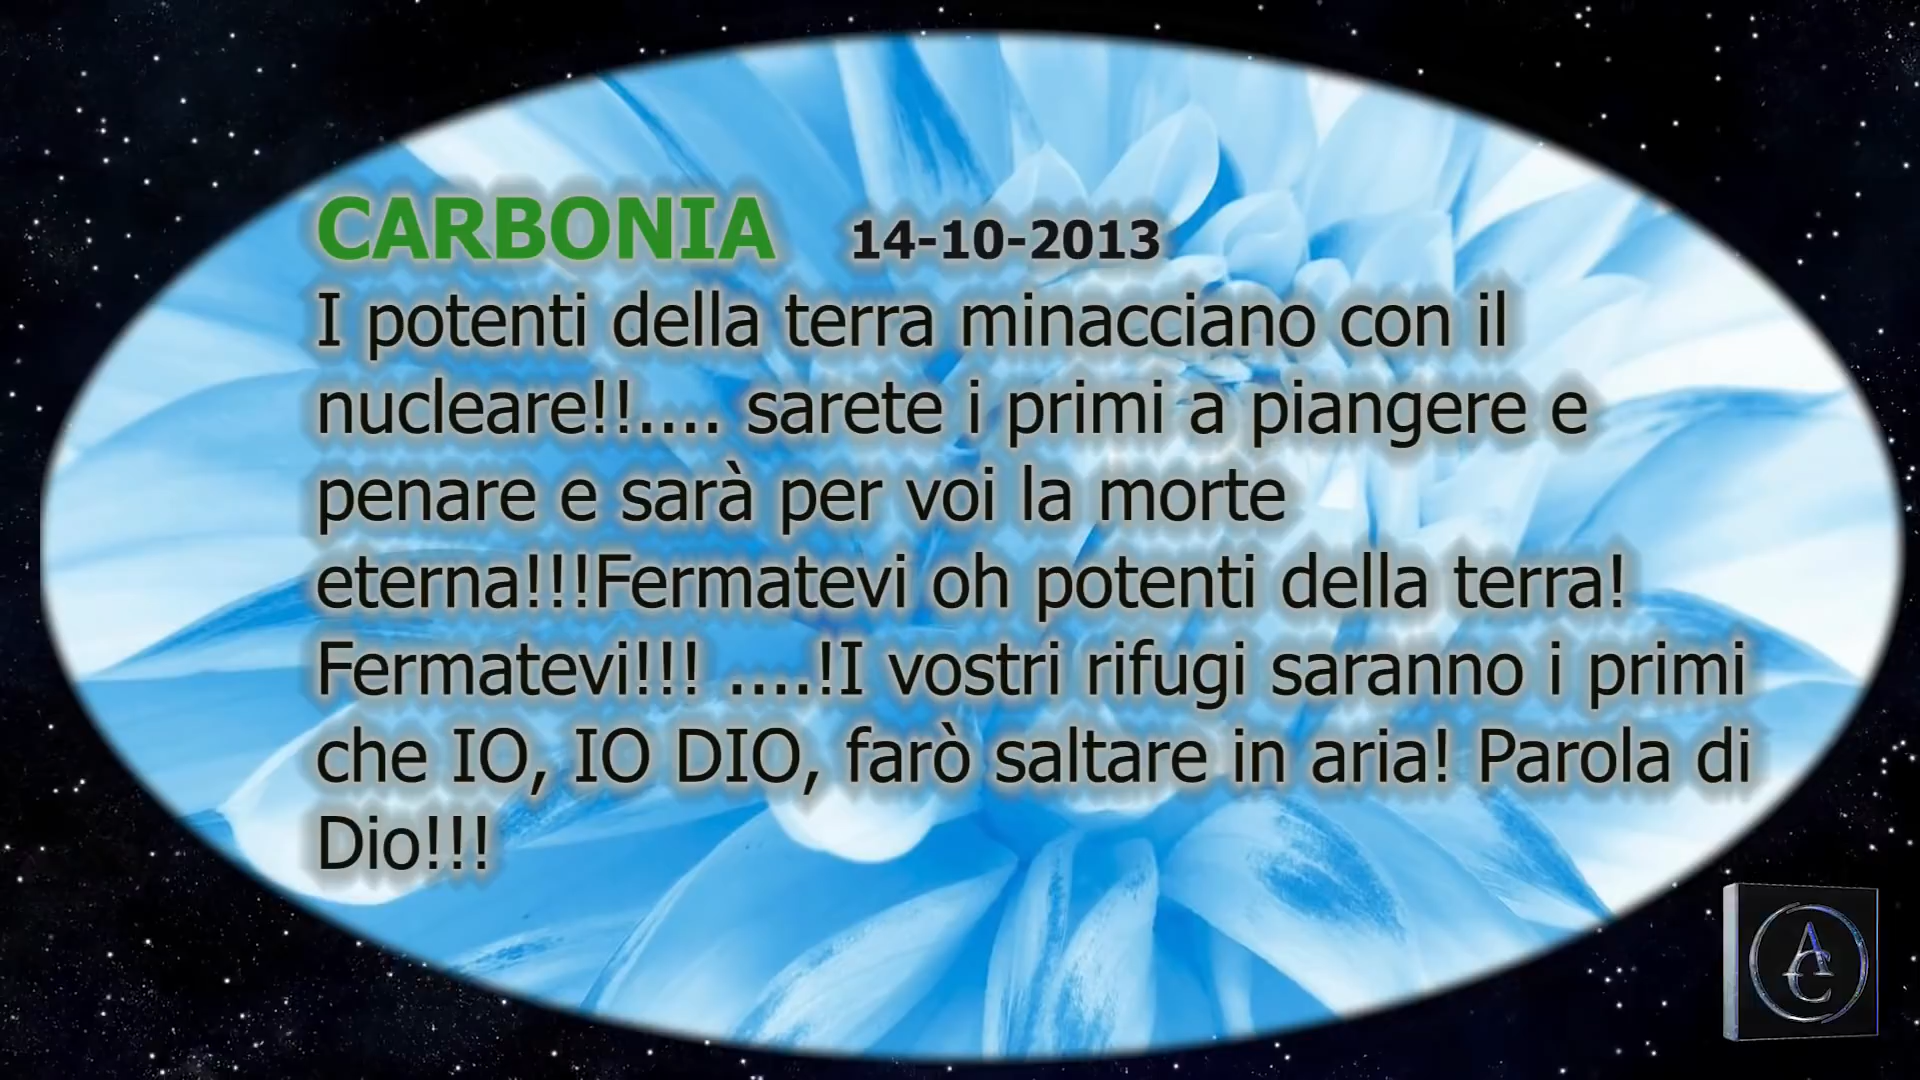 CARBONIA 14-10-2013
I potenti della terra minacciano con il
nucleare!!.... sarete i primi a piangere e
penare e sarà per voi la morte
eterna!!!Fermatevi oh potenti della terra!
Fermatevi!!! ....!I vostri rifugi saranno i primi
che IO, IO DIO, farò saltare in aria! Parola di
Dio!!!
AC